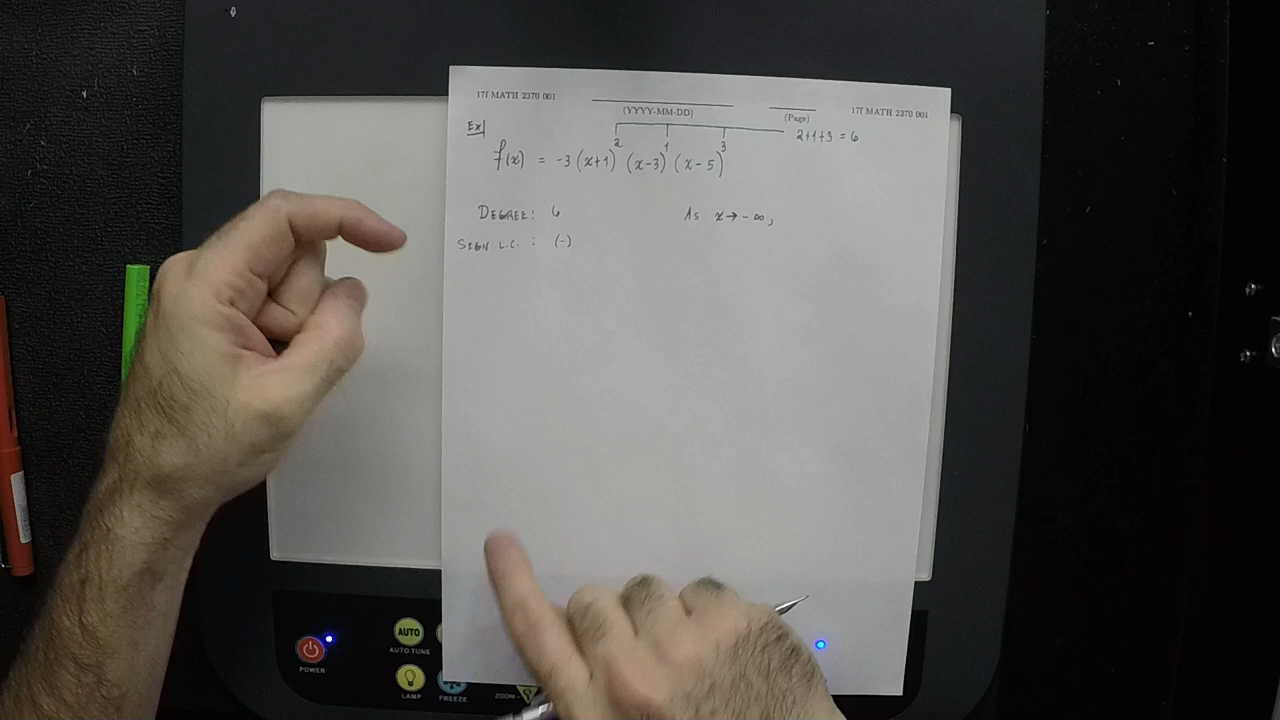 17f MATH 2370 001
(YYYY-MM-DD)
(Page)
17f MATH 2370 001
Ex|
2+1+3 = 6
f(x) = -3 (x+1)² (x-3)¹ (x-5)³
DEGREE: 6
As x→ -∞,
SIGN L.C. : (-)
AUTO
AUTO TUNE
POWER
LAMP
FREEZE
ZOOM -